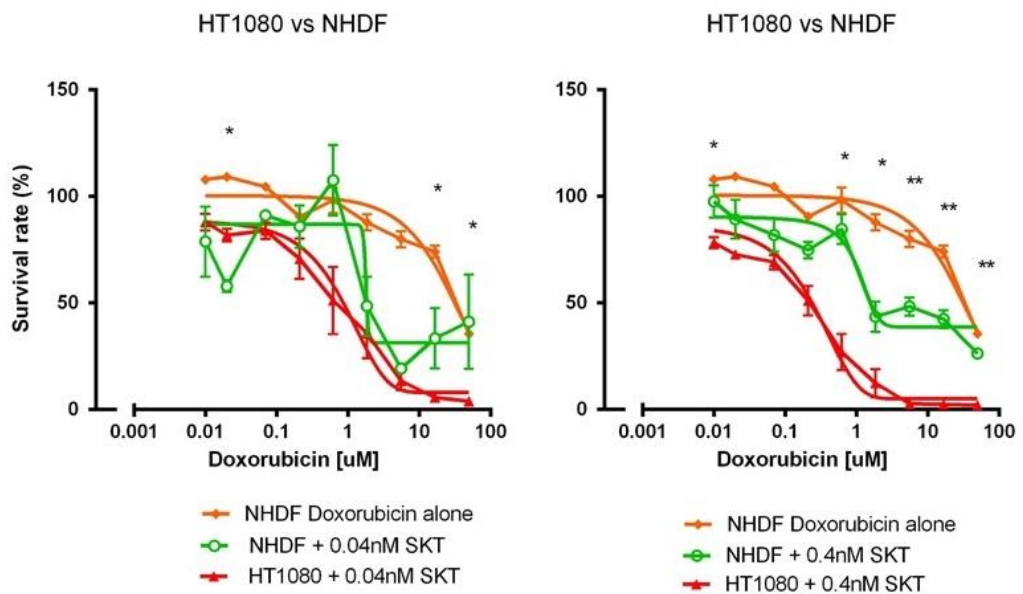 HT1080 vs NHDF
150
100
50
0
Survival rate (%)
*
*
*
0.001 0.01 0.1 1 10 100
Doxorubicin [uM]
NHDF Doxorubicin alone
NHDF + 0.04nM SKT
HT1080 + 0.04nM SKT
HT1080 vs NHDF
150
100
50
0
*
*
*
**
**
**
0.001 0.01 0.1 1 10 100
Doxorubicin [uM]
NHDF Doxorubicin alone
NHDF + 0.4nM SKT
HT1080 + 0.4nM SKT